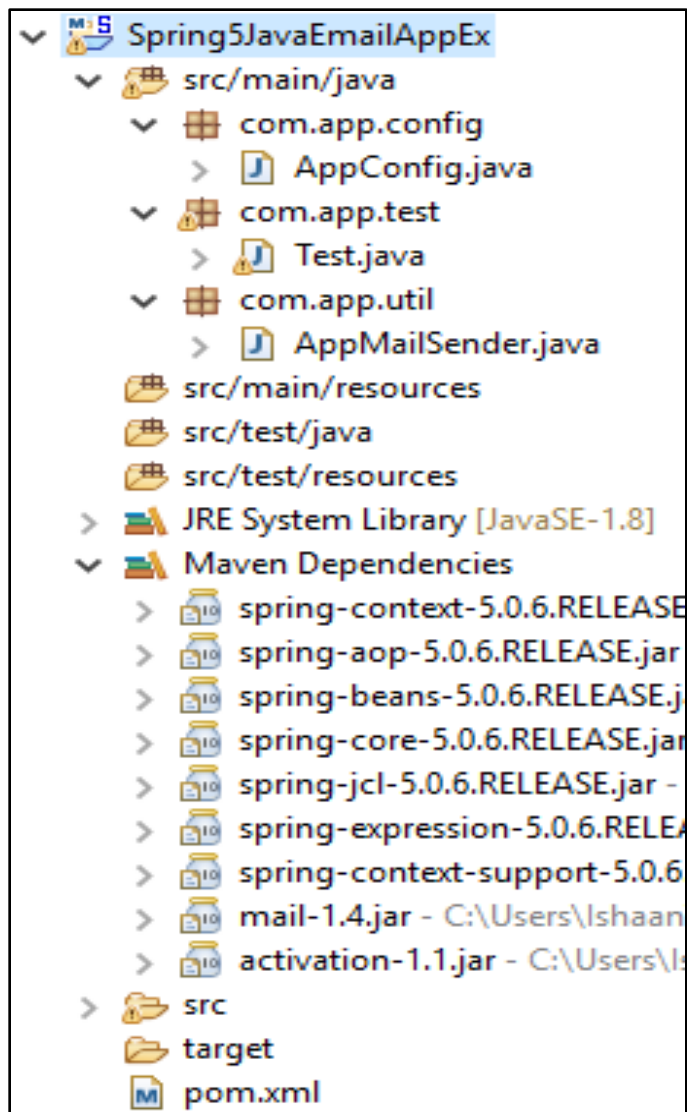 Spring5JavaEmailAppEx
src/main/java
com.app.config
AppConfig.java
com.app.test
Test.java
com.app.util
AppMailSender.java
src/main/resources
src/test/java
src/test/resources
JRE System Library [JavaSE-1.8]
Maven Dependencies
spring-context-5.0.6.RELEASE
spring-aop-5.0.6.RELEASE.jar
spring-beans-5.0.6.RELEASE.j
spring-core-5.0.6.RELEASE.jar
spring-jcl-5.0.6.RELEASE.jar -
spring-expression-5.0.6.RELEA
spring-context-support-5.0.6
mail-1.4.jar - C:\Users\Ishaan
activation-1.1.jar - C:\Users\Is
src
target
pom.xml